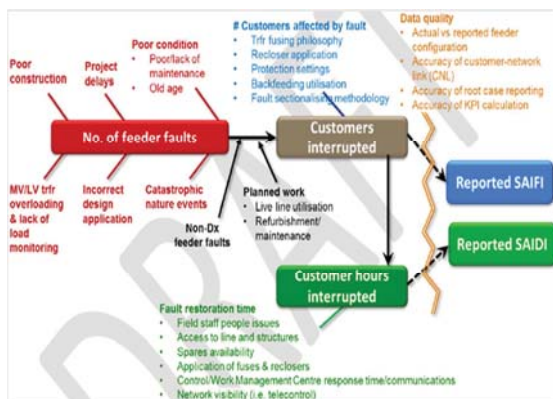 Data quality
• Actual vs reported feeder
configuration
• Accuracy of customer-network
link (CNL)
• Accuracy of root case reporting
• Accuracy of KPI calculation
# Customers affected by fault
• Trfr fusing philosophy
• Recloser application
• Protection settings
• Backfeeding utilisation
• Fault sectionalising methodology
Poor condition
• Poor/lack of
maintenance
• Old age
Project
delays
Poor
construction
No. of feeder faults
Customers
interrupted
Reported SAIFI
MV/LV trfr
overloading &
lack of
load
monitoring
Incorrect
design
application
Catastrophic
nature events
Non-Dx
feeder faults
Planned work
• Live line utilisation
• Refurbishment/
maintenance
Reported SAIDI
Customer hours
interrupted
Fault restoration time
• Field staff people issues
• Access to line and structures
• Spares availability
• Application of fuses & reclosers
• Control/Work Management Centre response time/communications
• Network visibility (i.e. telecontrol)
DRAFT